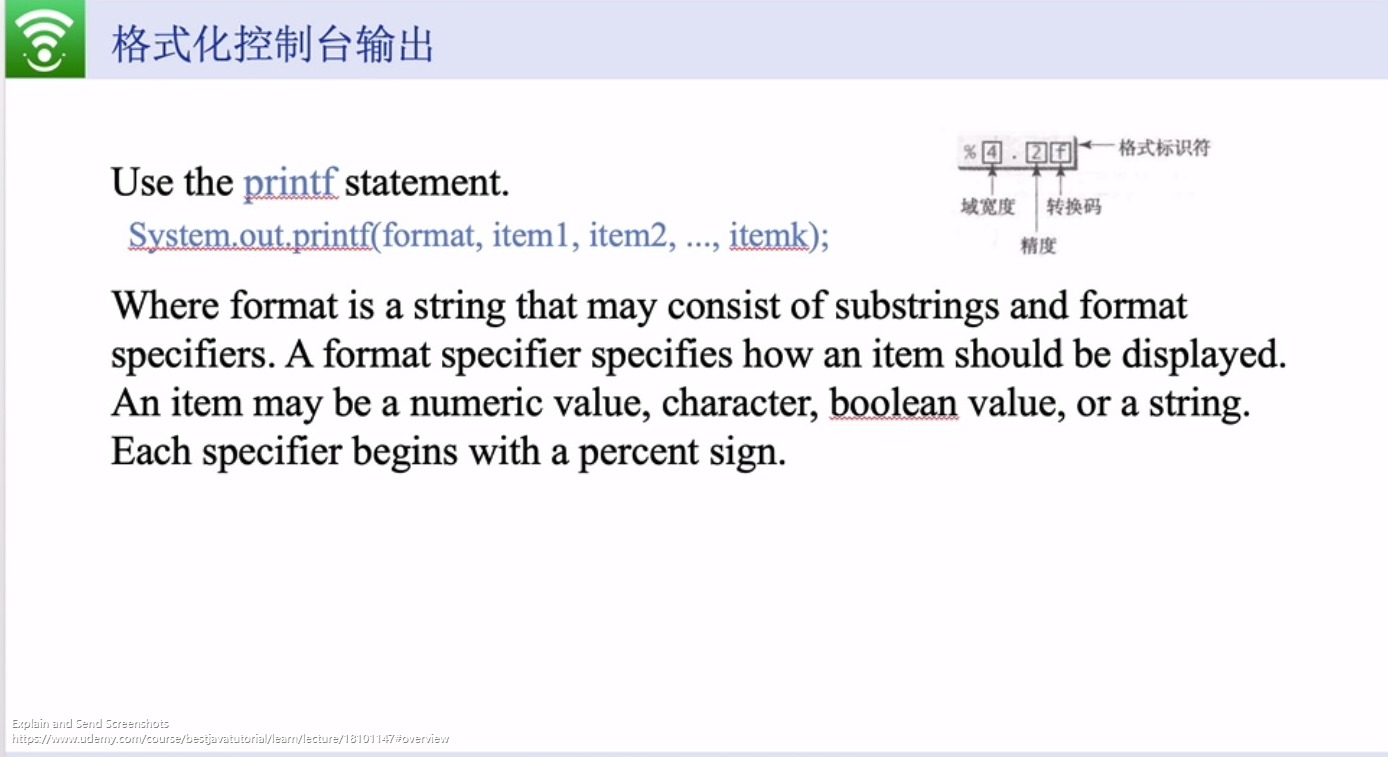 格式化控制台输出
Use the printf statement.
System.out.printf(format, item1, item2, ..., itemk);
%4.2f
格式标识符
域宽度
转换码
精度
Where format is a string that may consist of substrings and format
specifiers. A format specifier specifies how an item should be displayed.
An item may be a numeric value, character, boolean value, or a string.
Each specifier begins with a percent sign.
Explain and Send Screenshots
https://www.udemy.com/course/bestjavatutorial/learn/lecture/18101147#overview